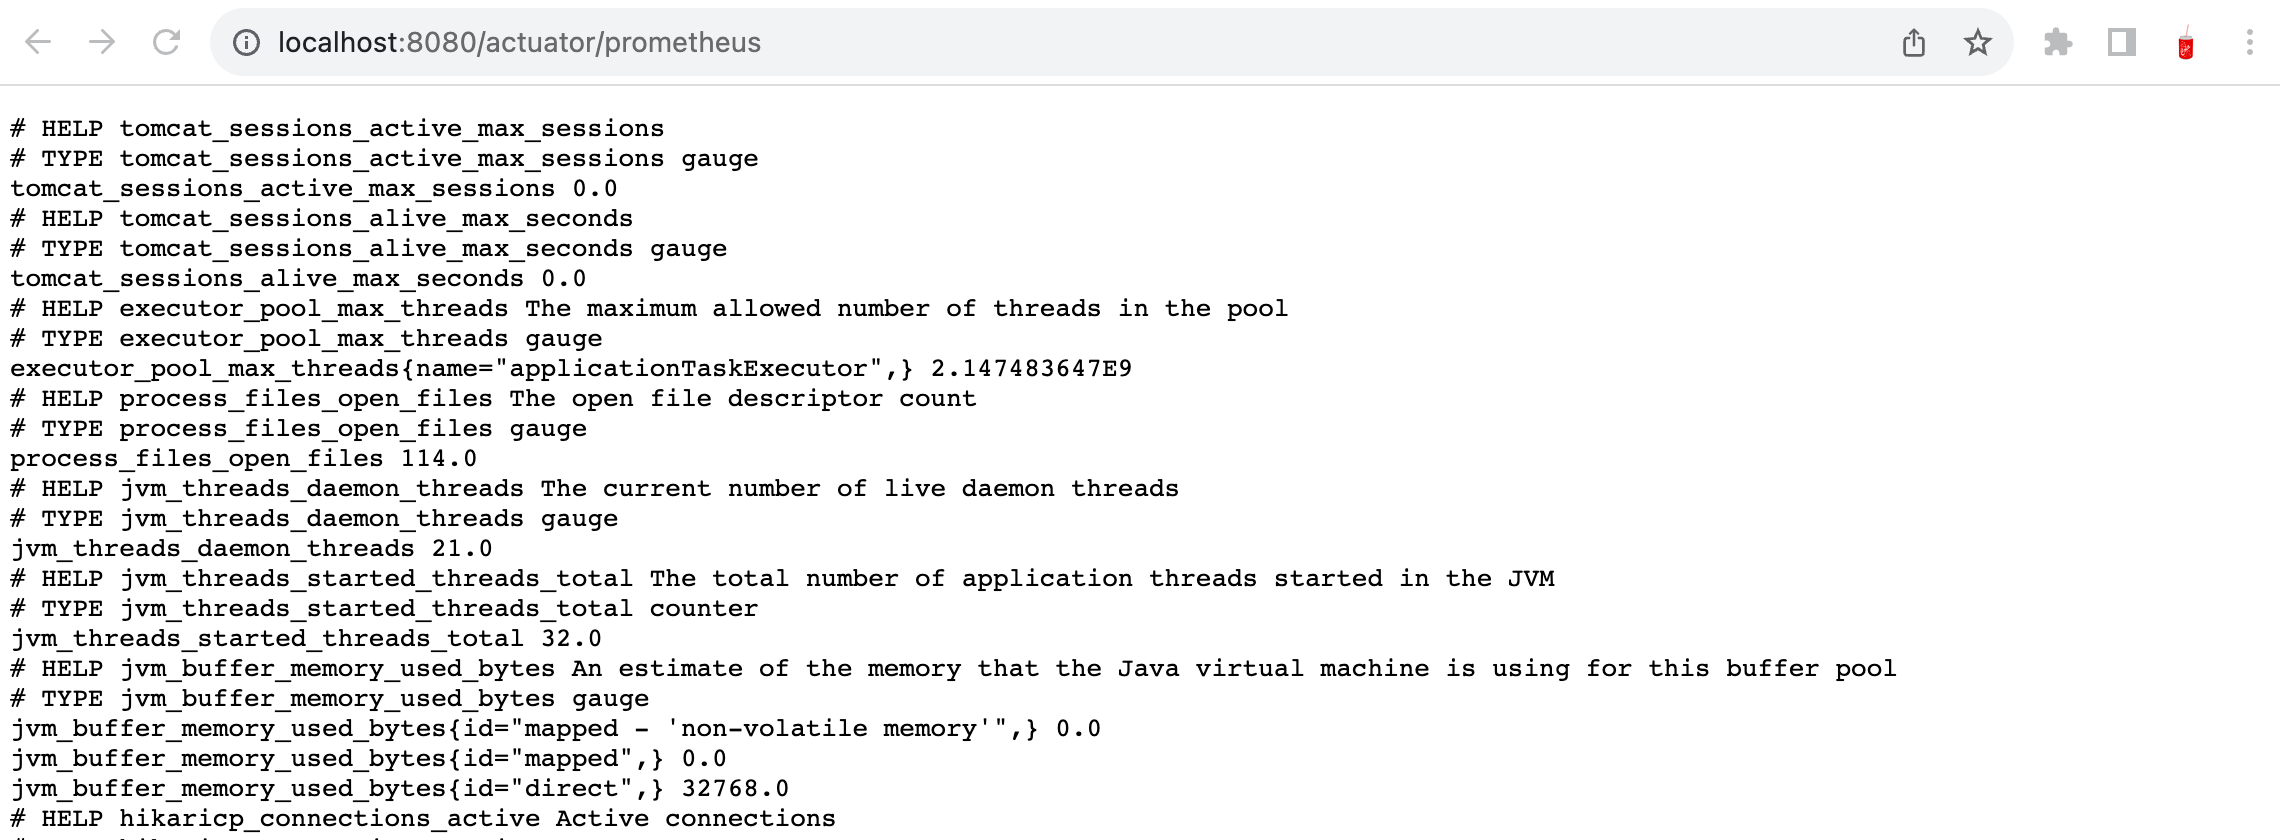 localhost:8080/actuator/prometheus
# HELP tomcat_sessions_active_max_sessions
# TYPE tomcat_sessions_active_max_sessions gauge
tomcat_sessions_active_max_sessions 0.0
# HELP tomcat_sessions_alive_max_seconds
# TYPE tomcat_sessions_alive_max_seconds gauge
tomcat_sessions_alive_max_seconds 0.0
# HELP executor_pool_max_threads The maximum allowed number of threads in the pool
# TYPE executor_pool_max_threads gauge
executor_pool_max_threads{name="applicationTaskExecutor",} 2.147483647E9
# HELP process_files_open_files The open file descriptor count
# TYPE process_files_open_files gauge
process_files_open_files 114.0
# HELP jvm_threads_daemon_threads The current number of live daemon threads
# TYPE jvm_threads_daemon_threads gauge
jvm_threads_daemon_threads 21.0
# HELP jvm_threads_started_threads_total The total number of application threads started in the JVM
# TYPE jvm_threads_started_threads_total counter
jvm_threads_started_threads_total 32.0
# HELP jvm_buffer_memory_used_bytes An estimate of the memory that the Java virtual machine is using for this buffer pool
# TYPE jvm_buffer_memory_used_bytes gauge
jvm_buffer_memory_used_bytes{id="mapped - 'non-volatile memory'",} 0.0
jvm_buffer_memory_used_bytes{id="mapped",} 0.0
jvm_buffer_memory_used_bytes{id="direct",} 32768.0
# HELP hikaricp_connections_active Active connections